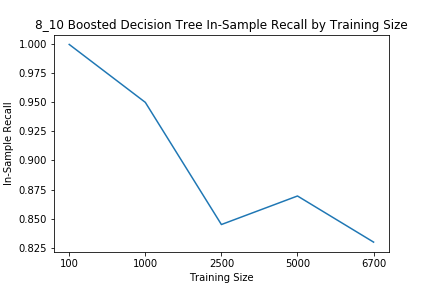 8_10 Boosted Decision Tree In-Sample Recall by Training Size
1.000
0.975
0.950
0.925
0.900
0.875
0.850
0.825
In-Sample Recall
100 1000 2500 5000 6700
Training Size